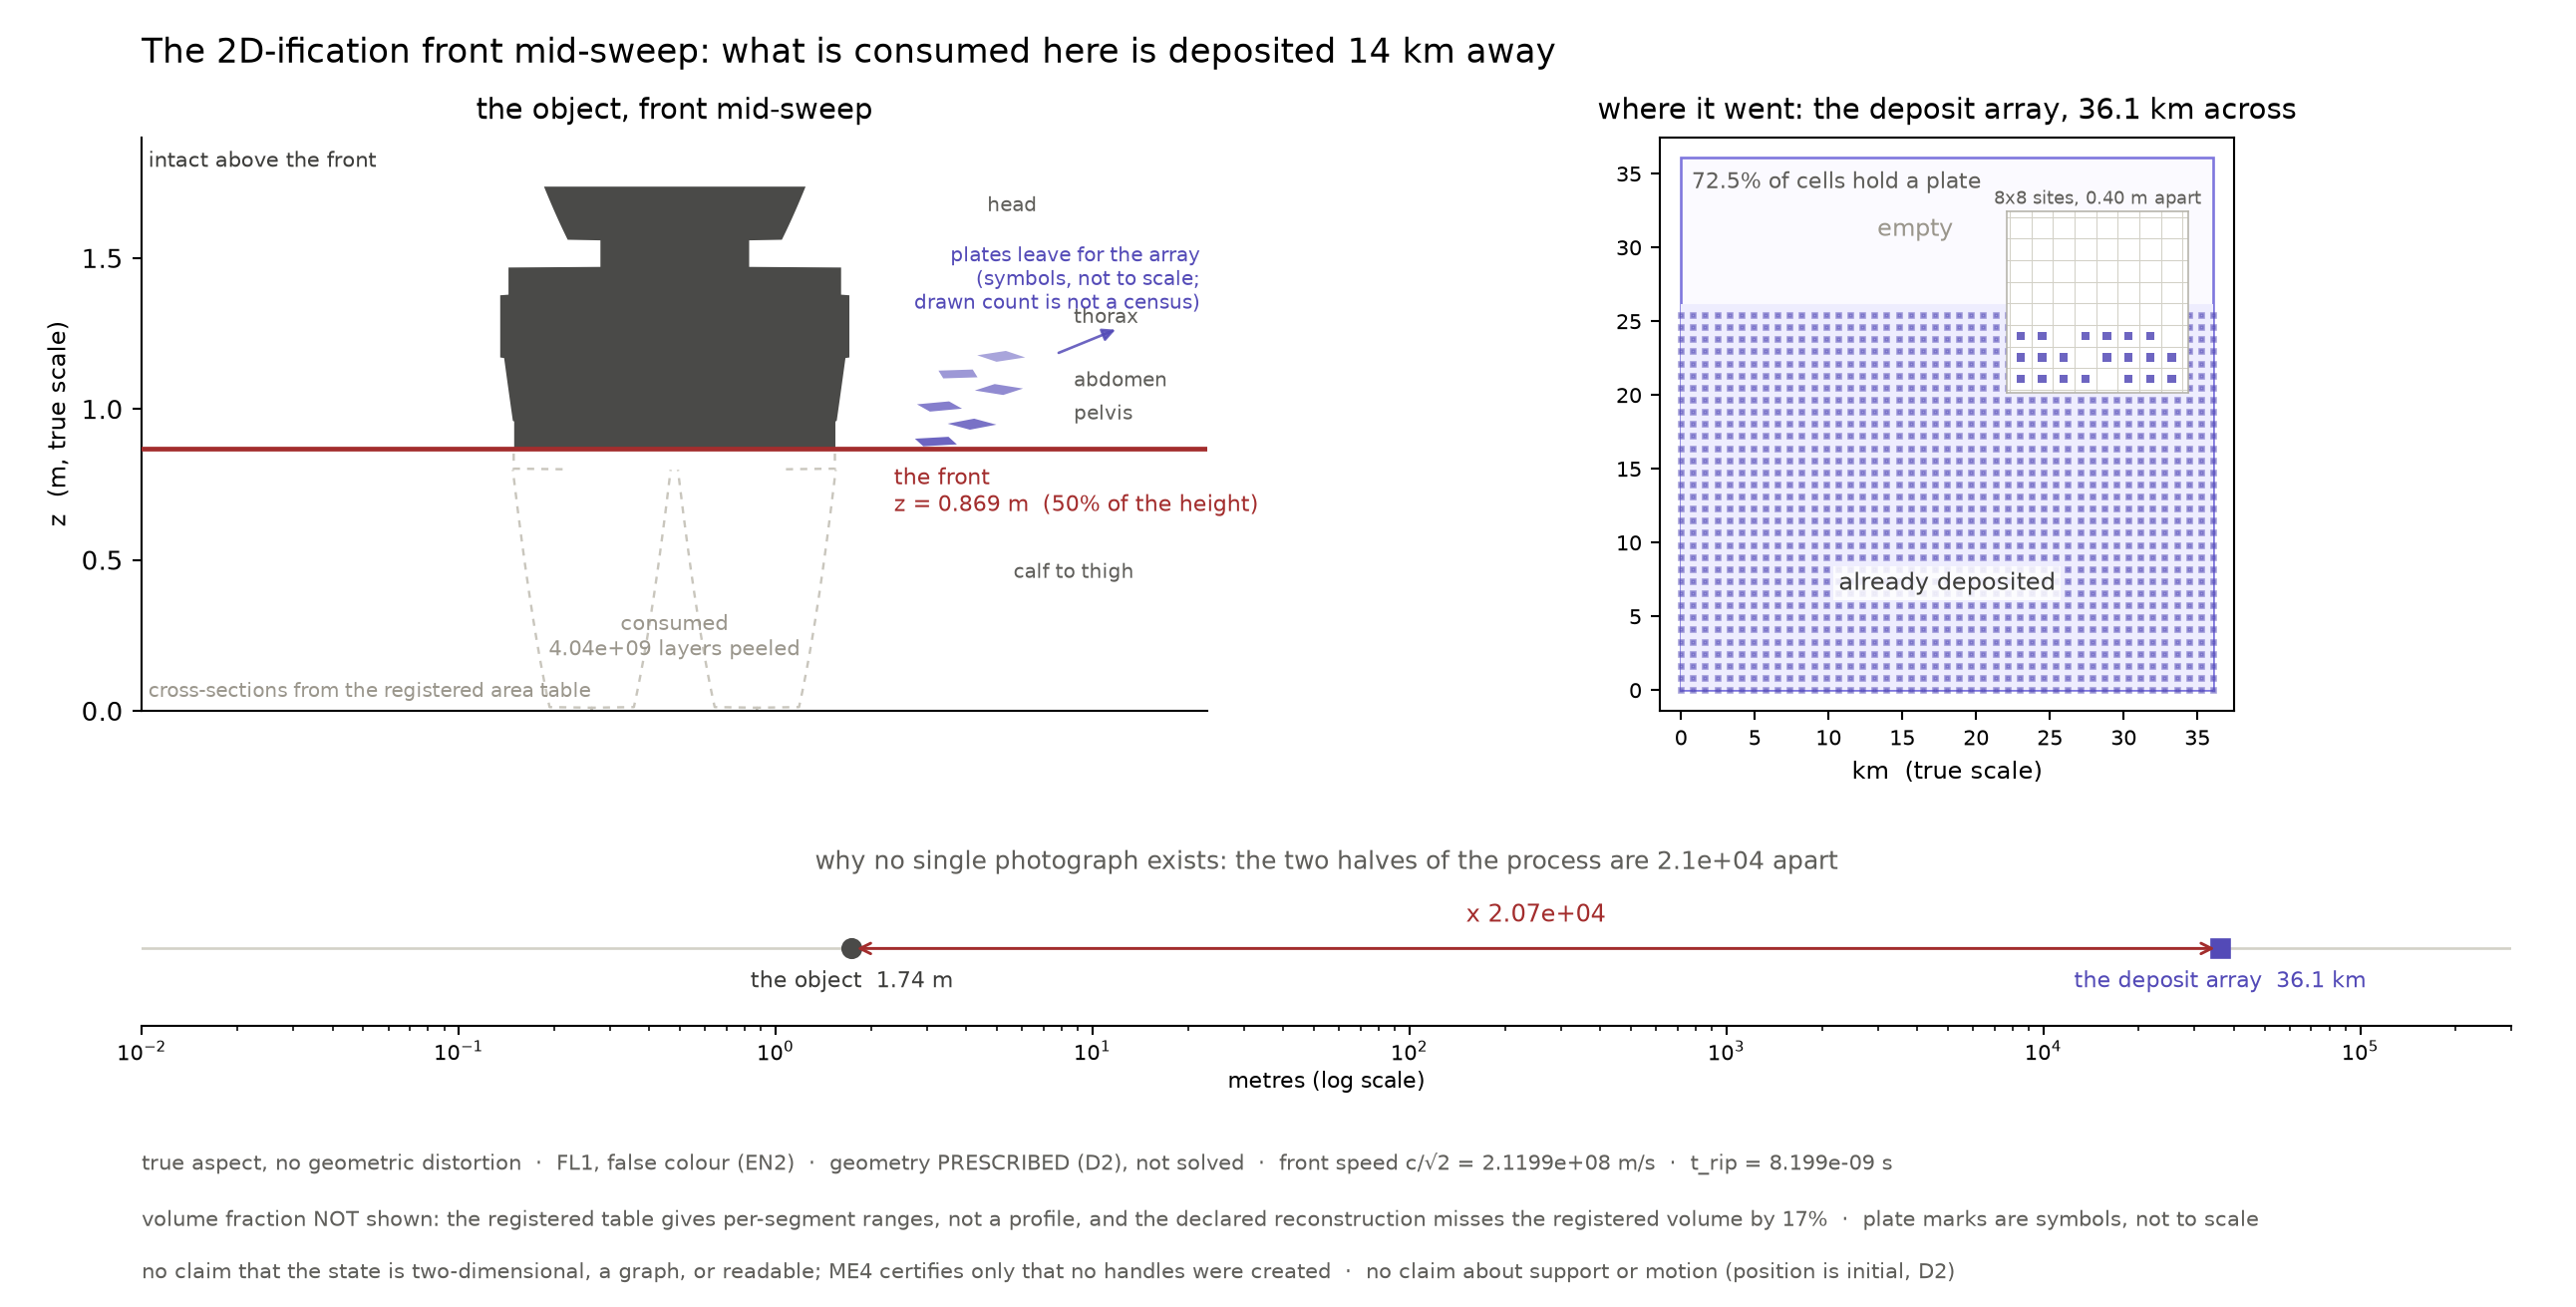 The 2D-ification front mid-sweep: what is consumed here is deposited 14 km away
the object, front mid-sweep
intact above the front
head
plates leave for the array
(symbols, not to scale;
drawn count is not a census)
thorax
abdomen
pelvis
the front
z = 0.869 m (50% of the height)
calf to thigh
consumed
4.04e+09 layers peeled
cross-sections from the registered area table
1.5
1.0
0.5
0.0
z (m, true scale)
where it went: the deposit array, 36.1 km across
72.5% of cells hold a plate
8x8 sites, 0.40 m apart
empty
already deposited
35
30
25
20
15
10
5
0
0 5 10 15 20 25 30 35
km (true scale)
why no single photograph exists: the two halves of the process are 2.1e+04 apart
x 2.07e+04
the object 1.74 m
the deposit array 36.1 km
10⁻² 10⁻¹ 10⁰ 10¹ 10² 10³ 10⁴ 10⁵
metres (log scale)
true aspect, no geometric distortion · FL1, false colour (EN2) · geometry PRESCRIBED (D2), not solved · front speed c/√2 = 2.1199e+08 m/s · t_rip = 8.199e-09 s
volume fraction NOT shown: the registered table gives per-segment ranges, not a profile, and the declared reconstruction misses the registered volume by 17% · plate marks are symbols, not to scale
no claim that the state is two-dimensional, a graph, or readable; ME4 certifies only that no handles were created · no claim about support or motion (position is initial, D2)